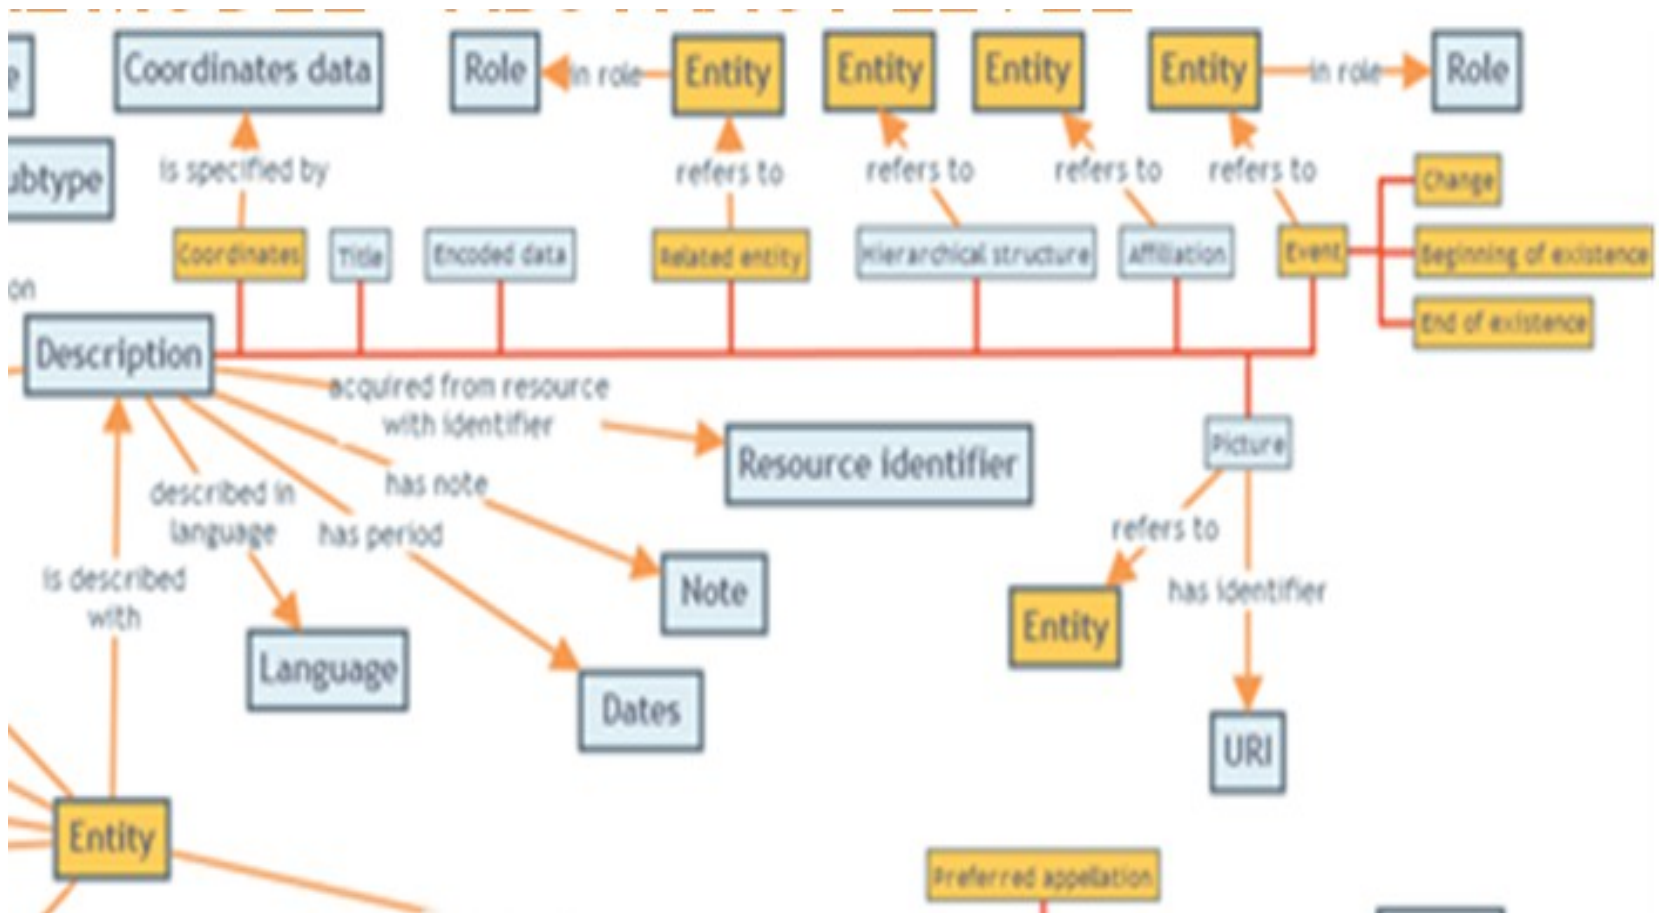 Coordinates data
Role
in role
Entity
Entity
Entity
Entity
in role
Role
ubtype
is specified by
refers to
refers to
refers to
refers to
Change
Coordinates
Title
Encoded data
Related entity
Hierarchical structure
Affiliation
Event
Beginning of existence
on
End of existence
Description
acquired from resource
with identifier
Resource identifier
Picture
has note
described in
language
has period
refers to
is described
with
Note
has identifier
Entity
Language
Dates
URI
Entity
Preferred appellation